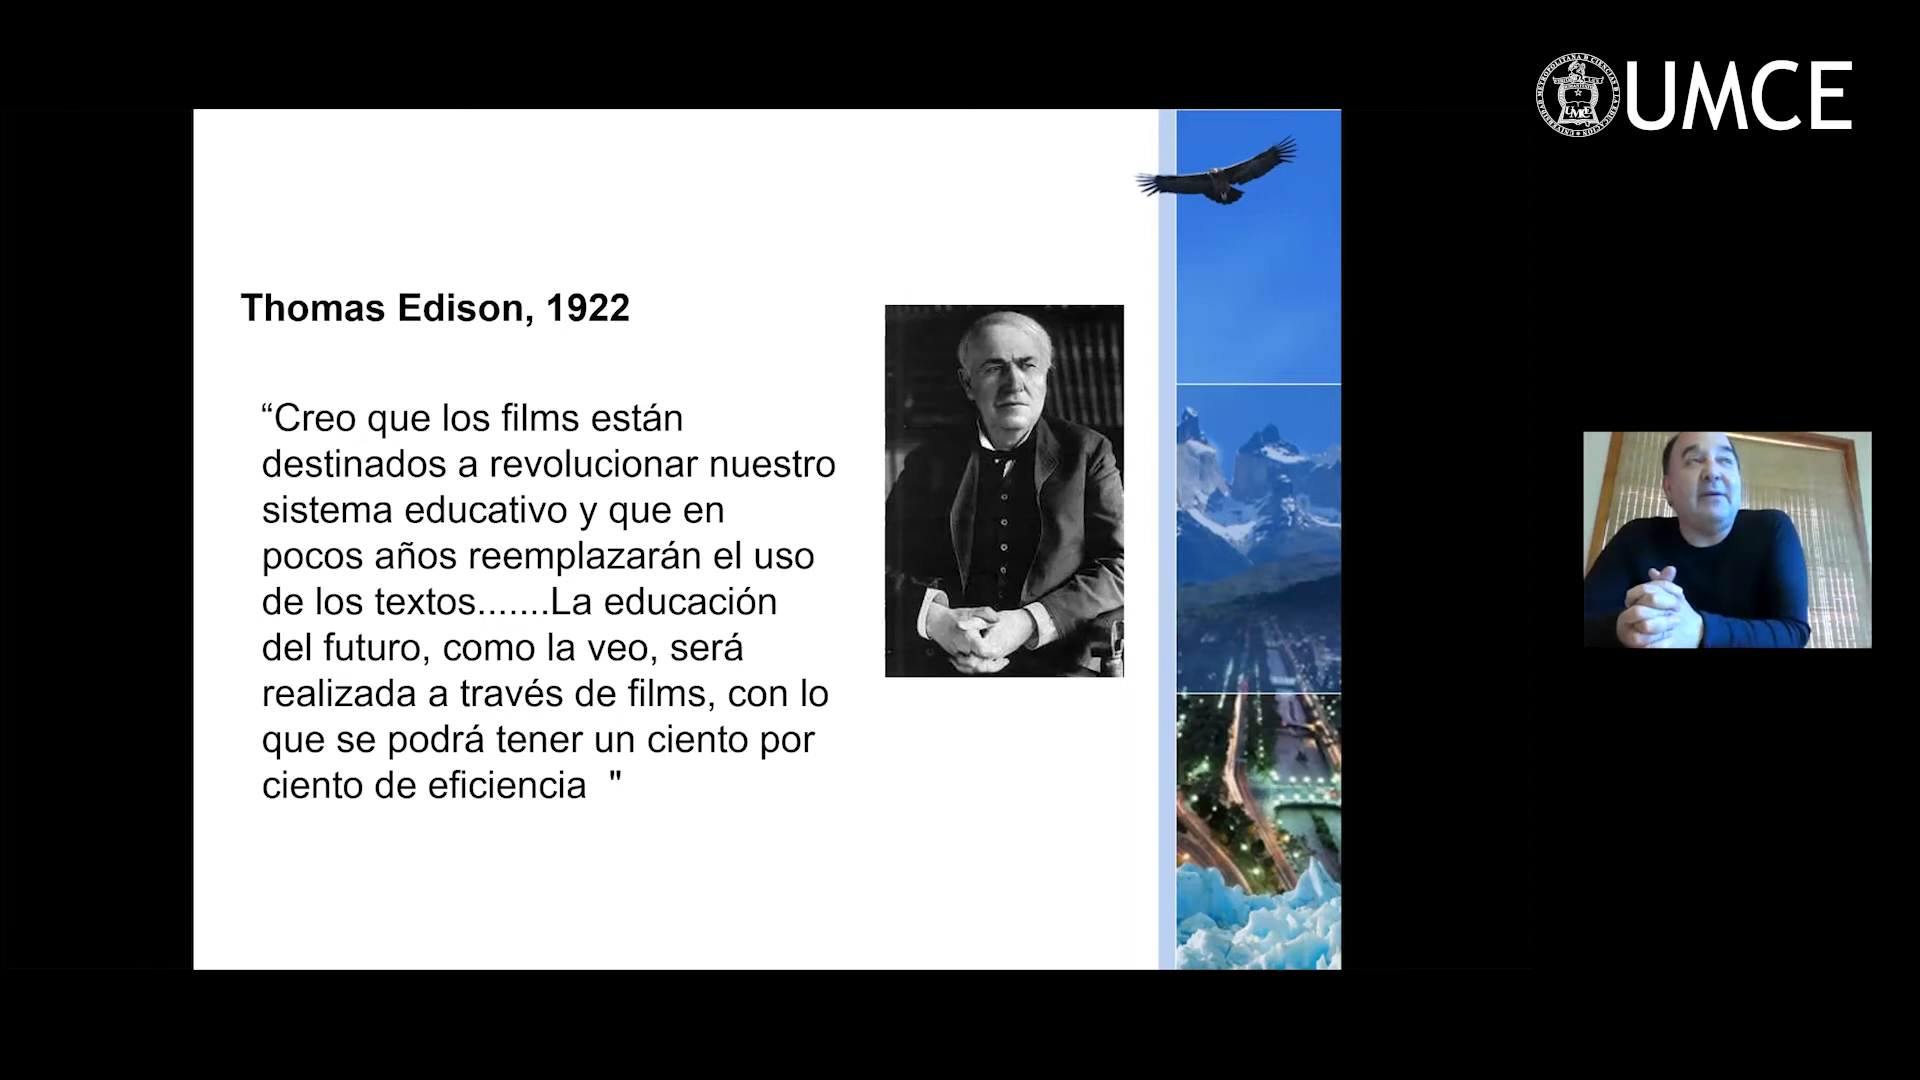 UMCE
Thomas Edison, 1922
“Creo que los films están
destinados a revolucionar nuestro
sistema educativo y que en
pocos años reemplazarán el uso
de los textos.......La educación
del futuro, como la veo, será
realizada a través de films, con lo
que se podrá tener un ciento por
ciento de eficiencia "